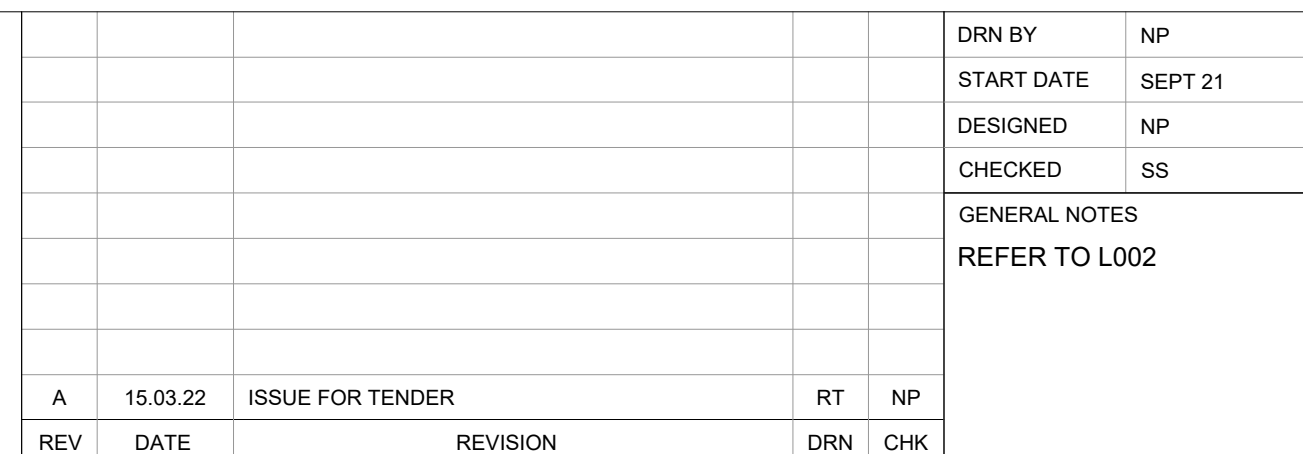 DRN BY NP
START DATE SEPT 21
DESIGNED NP
CHECKED SS
GENERAL NOTES
REFER TO L002
A 15.03.22 ISSUE FOR TENDER RT NP
REV DATE REVISION DRN CHK